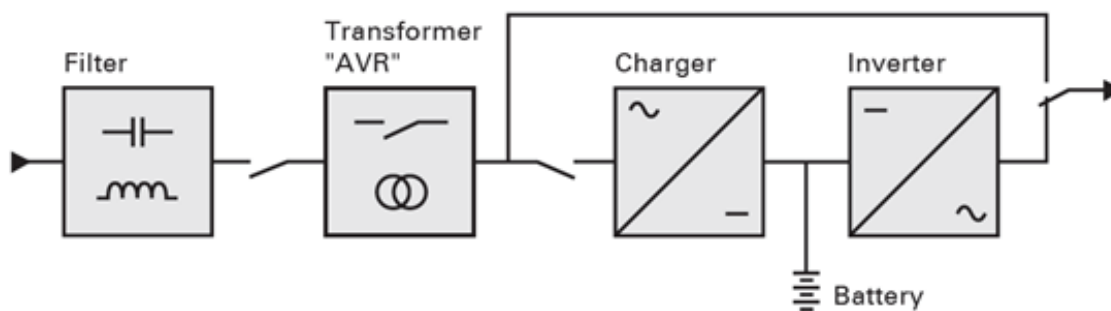 Filter
Transformer
"AVR"
Charger
Inverter
Battery